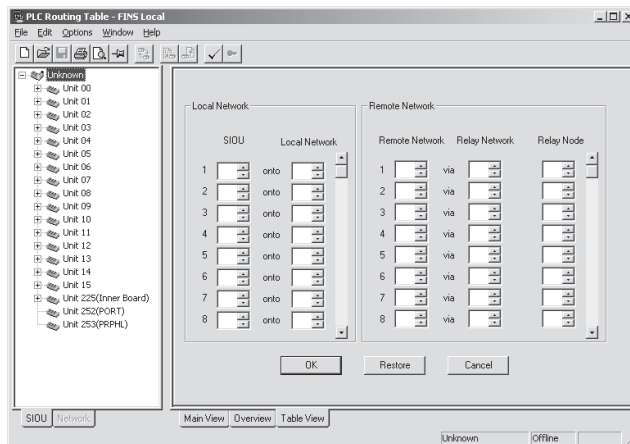 PLC Routing Table - FINS Local
File Edit Options Window Help
Unknown
Unit 00
Unit 01
Unit 02
Unit 03
Unit 04
Unit 05
Unit 06
Unit 07
Unit 08
Unit 09
Unit 10
Unit 11
Unit 12
Unit 13
Unit 14
Unit 15
Unit 225(Inner Board)
Unit 252(PORT)
Unit 253(PRPHL)
SIOU Network
Local Network
SIOU Local Network
1 onto
2 onto
3 onto
4 onto
5 onto
6 onto
7 onto
8 onto
Remote Network
Remote Network Relay Network Relay Node
1 via
2 via
3 via
4 via
5 via
6 via
7 via
8 via
OK Restore Cancel
Main View Overview Table View
Unknown Offline